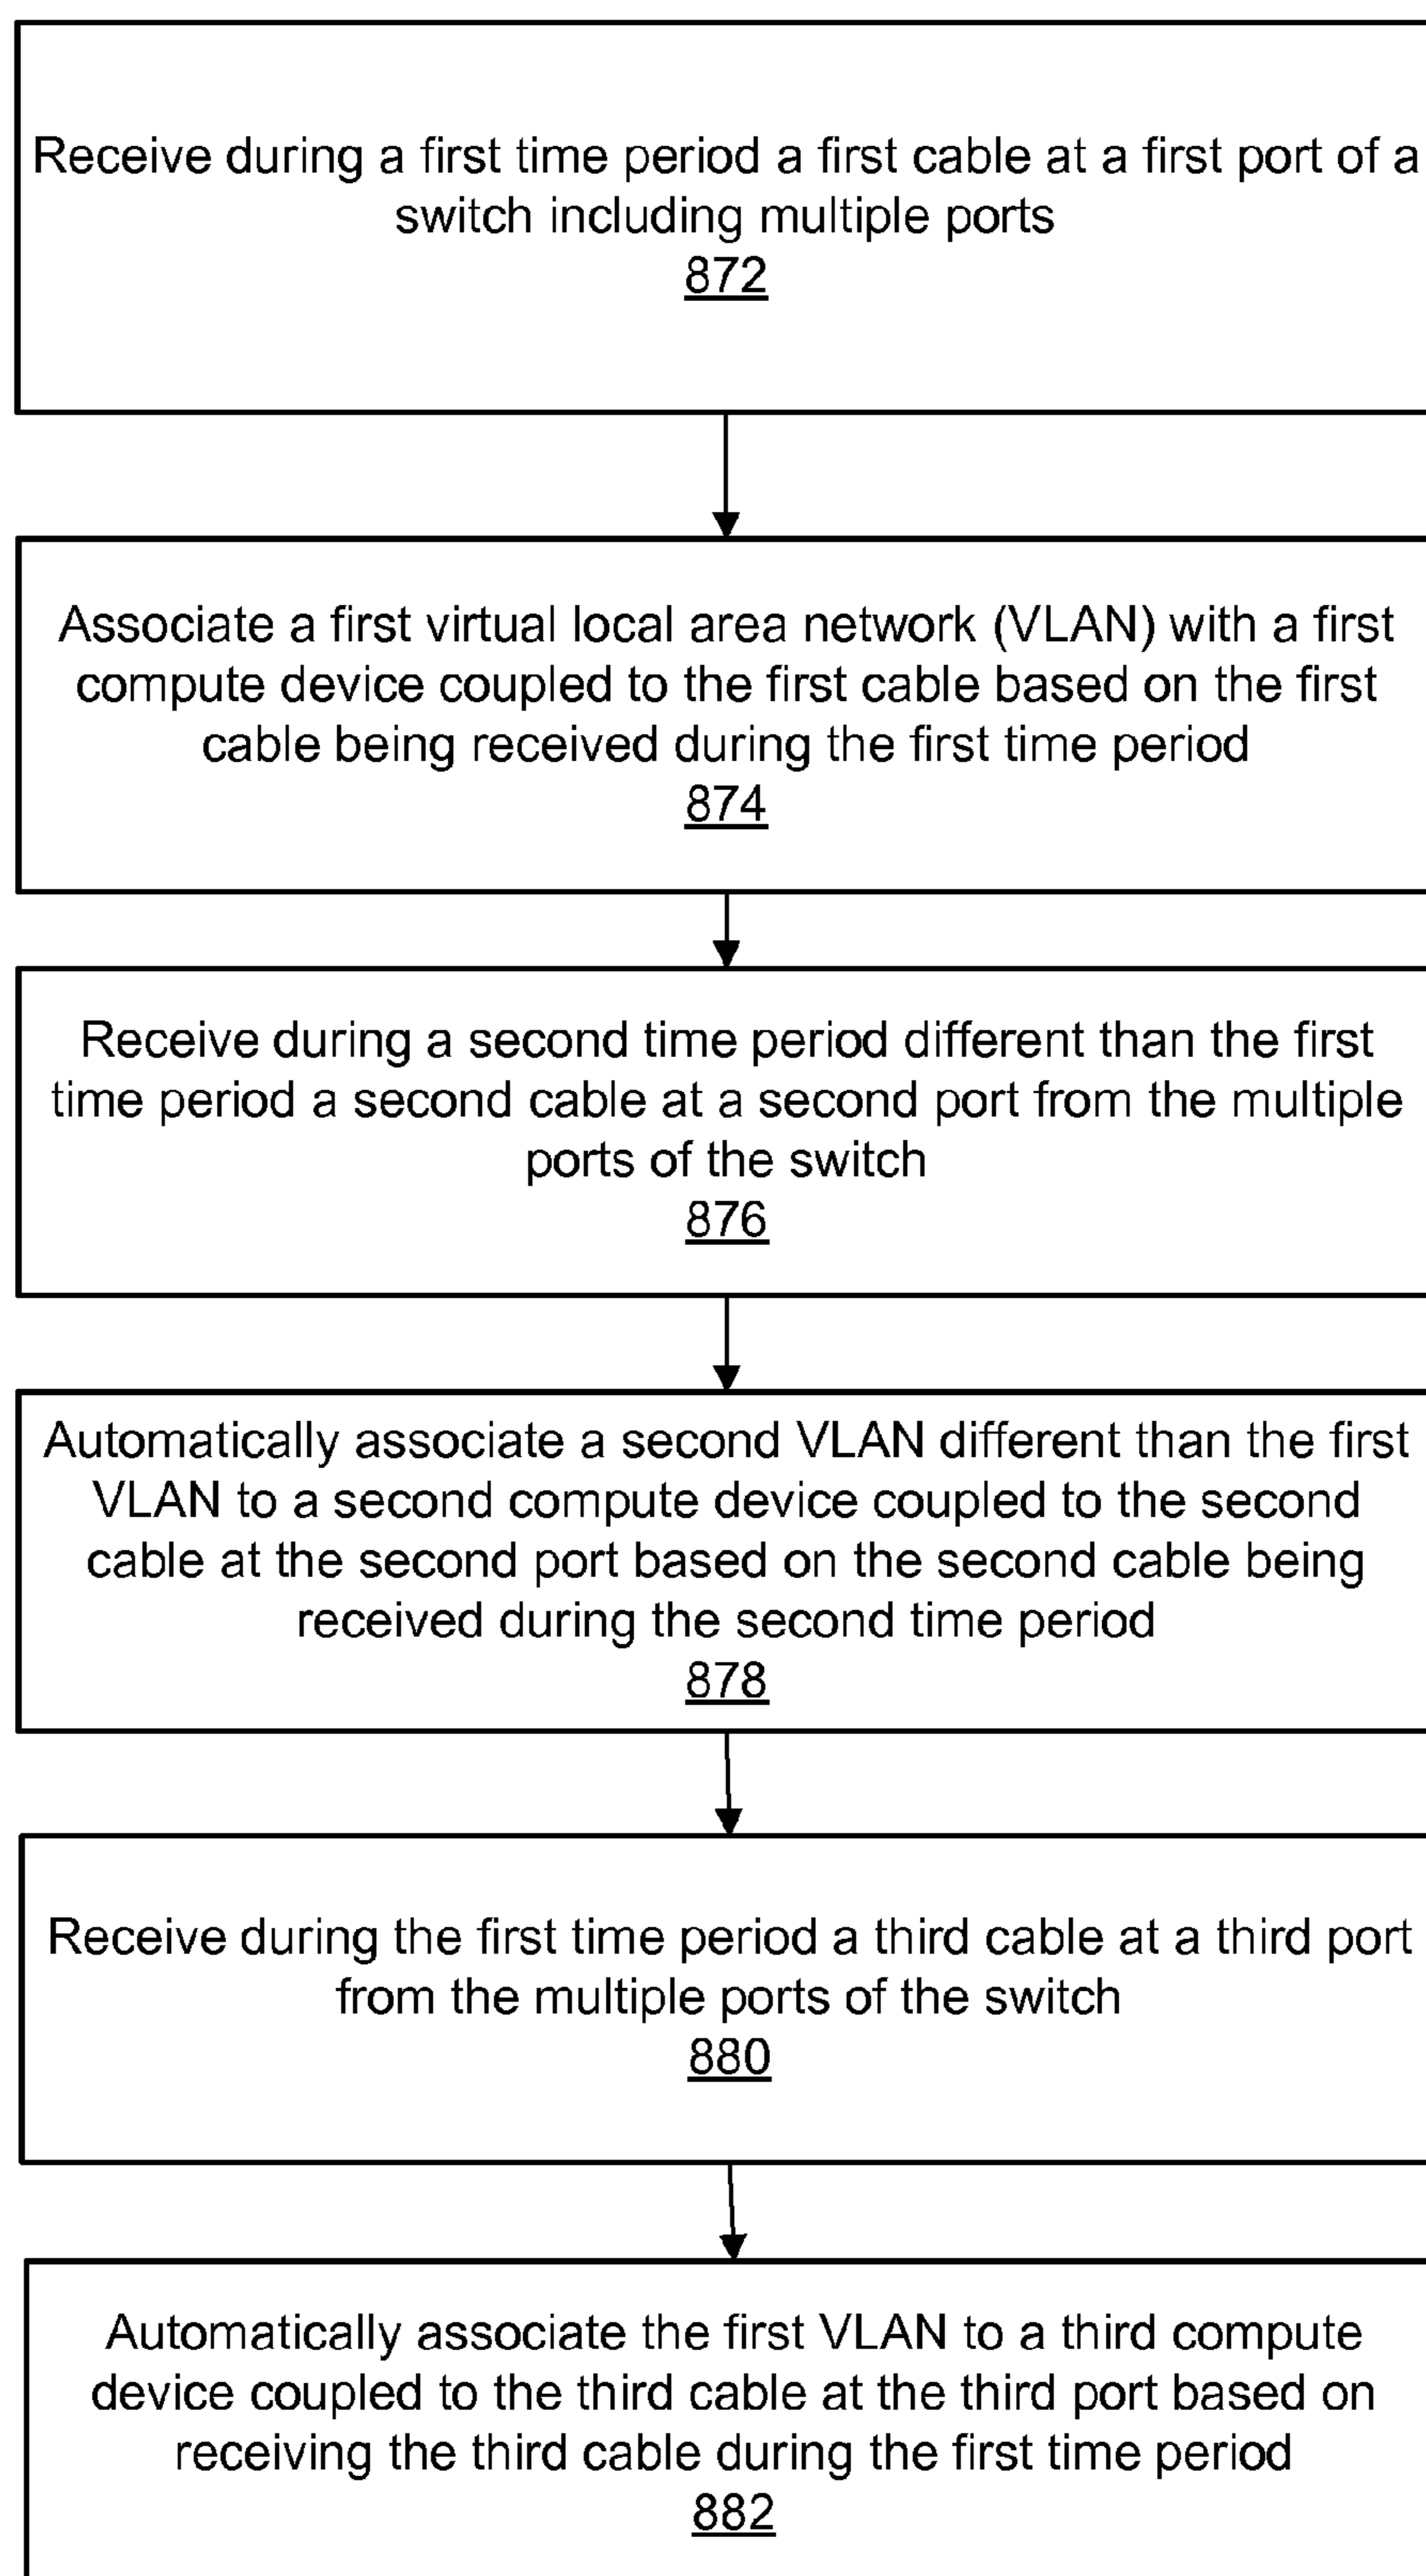 Receive during a first time period a first cable at a first port of a
switch including multiple ports
872
Associate a first virtual local area network (VLAN) with a first
compute device coupled to the first cable based on the first
cable being received during the first time period
874
Receive during a second time period different than the first
time period a second cable at a second port from the multiple
ports of the switch
876
Automatically associate a second VLAN different than the first
VLAN to a second compute device coupled to the second
cable at the second port based on the second cable being
received during the second time period
878
Receive during the first time period a third cable at a third port
from the multiple ports of the switch
880
Automatically associate the first VLAN to a third compute
device coupled to the third cable at the third port based on
receiving the third cable during the first time period
882